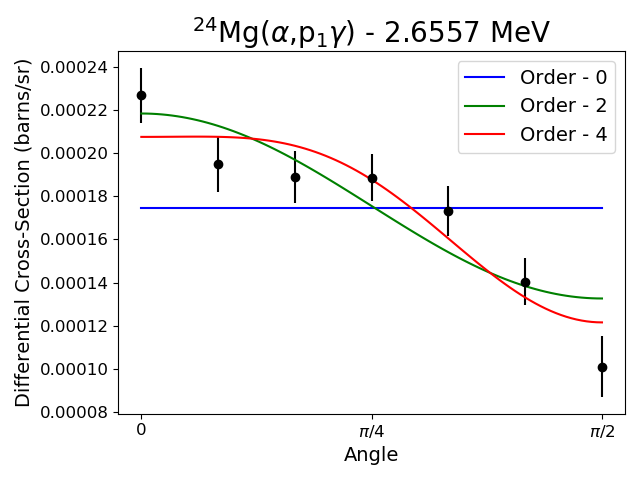 ²⁴Mg(α,p₁γ) - 2.6557 MeV
Differential Cross-Section (barns/sr)
0.00024
0.00022
0.00020
0.00018
0.00016
0.00014
0.00012
0.00010
0.00008
Order - 0
Order - 2
Order - 4
0
π/4
π/2
Angle